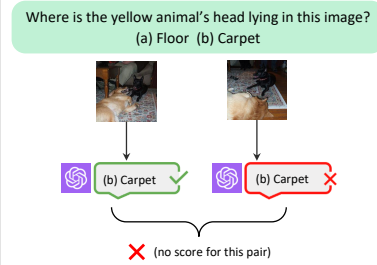 Where is the yellow animal's head lying in this image?
(a) Floor (b) Carpet
(b) Carpet
(b) Carpet
(no score for this pair)